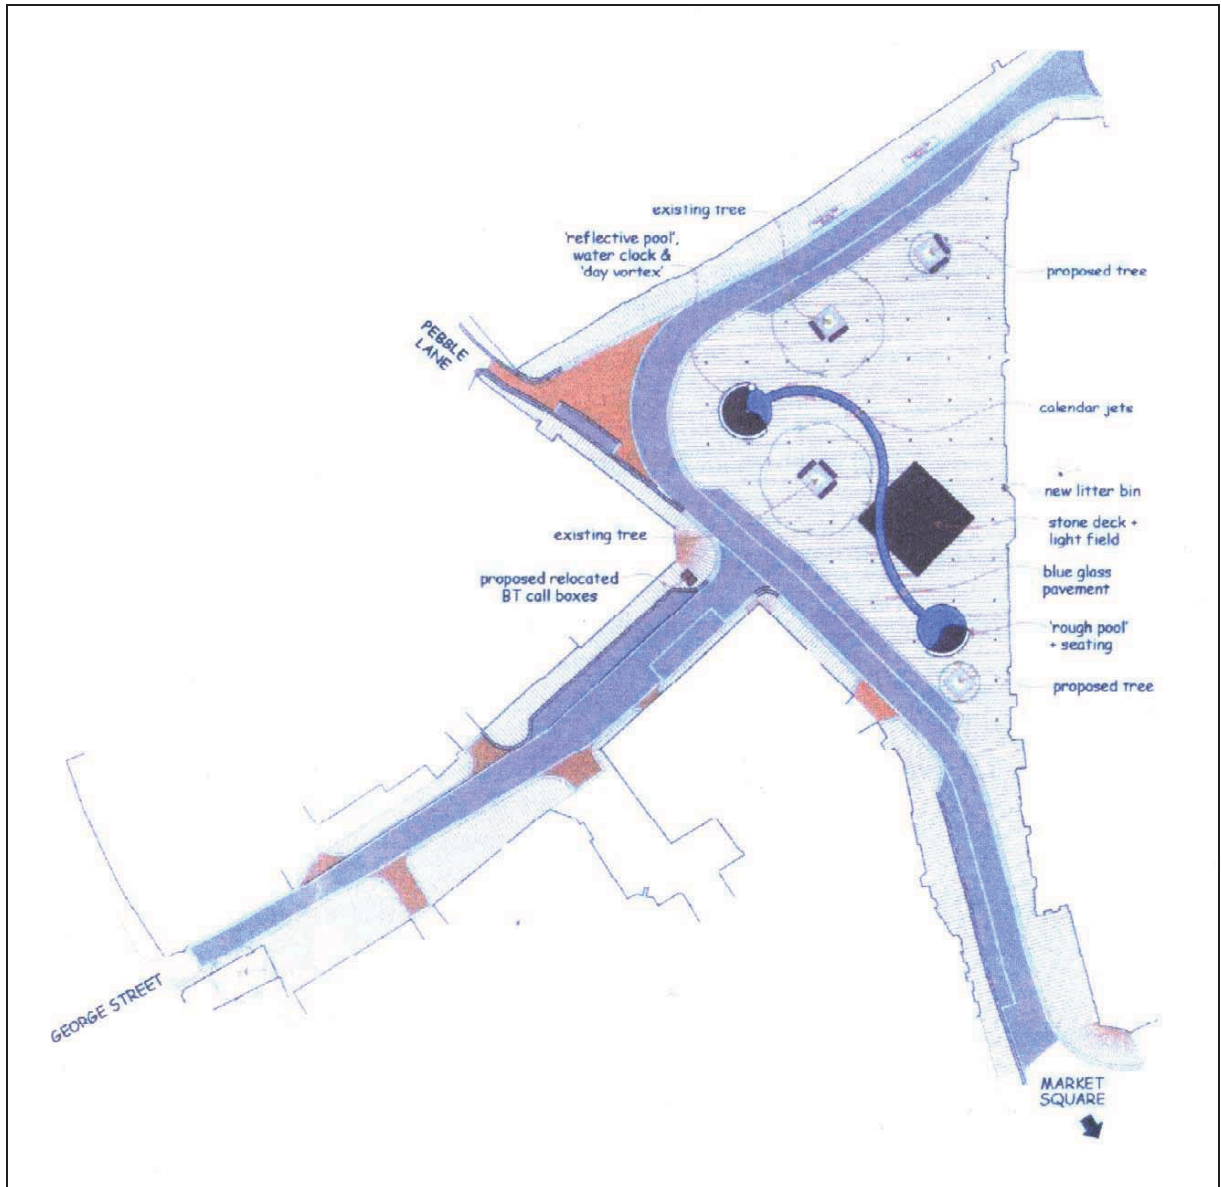 existing tree
'reflective pool',
water clock &
'day vortex'
proposed tree
PEBBLE
LANE
calendar jets
new litter bin
stone deck +
light field
existing tree
blue glass
pavement
proposed relocated
BT call boxes
'rough pool'
+ seating
proposed tree
GEORGE STREET
MARKET
SQUARE